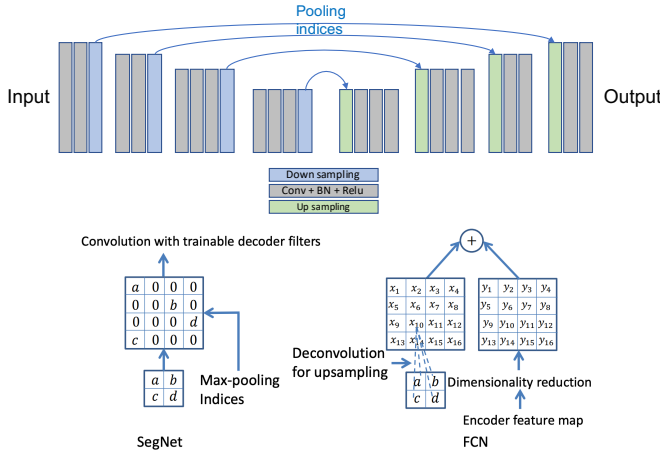 Pooling
indices
Input
Output
Down sampling
Conv + BN + Relu
Up sampling
Convolution with trainable decoder filters
+
a 0 0 0
0 0 b 0
0 0 0 d
c 0 0 0
x1 x2 x3 x4
x5 x6 x7 x8
x9 x10 x11 x12
x13 x14 x15 x16
y1 y2 y3 y4
y5 y6 y7 y8
y9 y10 y11 y12
y13 y14 y15 y16
Max-pooling
Indices
a b
c d
Deconvolution
for upsampling
a b
c d
Dimensionality reduction
Encoder feature map
SegNet
FCN